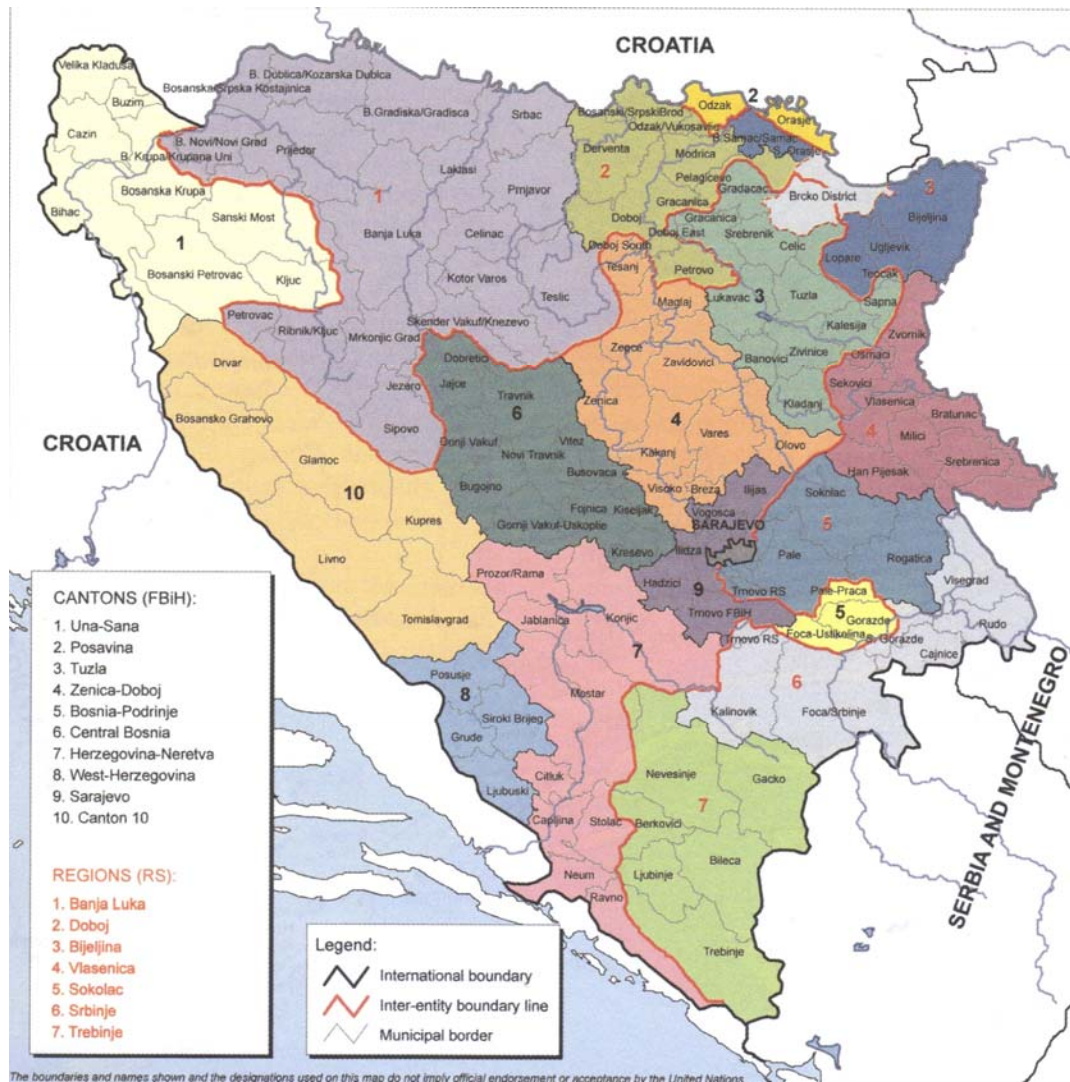 CROATIA
Velika Kladusa
B. Dubica/Kozarska Dubica
Bosanska/Srpska Kostajnica
Buzim
B.Gradiska/Gradisca
Srbac
Bosanski/SrpskiBrod
Odzak
2
Orasje
Odzak/Vukosavlje
Cazin
B. Novi/Novi Grad
Prijedor
Derventa
B.Samac/Samac
S. Orasje
B. Krupa/Krupana Uni
Laktasi
Modrica
2
Pelagicevo
Gradacac
Bosanska Krupa
Prnjavor
Gracanica
Brcko District
3
Bihac
Sanski Most
1
Doboj
Gracanica
Bijeljina
1
Banja Luka
Celinac
Doboj East
Srebrenik
Celic
Doboj South
Ugljevik
Lopare
Bosanski Petrovac
Kljuc
Kotor Varos
Tesanj
Petrovo
Teocak
Teslic
Lukavac
3
Tuzla
Sapna
Petrovac
Skender Vakuf/Knezevo
Maglaj
Ribnik/Kljuc
Mrkonjic Grad
Kalesija
Zvornik
Dobretici
Zepce
Zavidovici
Banovici
Zivinice
Osmaci
Drvar
Jezero
Jajce
Travnik
Sekovici
Bosansko Grahovo
6
Zenica
Kladanj
Vlasenica
Bratunac
CROATIA
Sipovo
Donji Vakuf
Vitez
4
Vares
4
Milici
Glamoc
Novi Travnik
Kakanj
Olovo
Srebrenica
Busovaca
Han Pijesak
10
Bugojno
Visoko
Breza
Ilijas
Sokolac
Kupres
Fojnica
Kiseljak
Vogosca
Gornji Vakuf-Uskoplje
SARAJEVO
5
Livno
Kresevo
Ilidza
Pale
Rogatica
Prozor/Rama
Hadzici
Visegrad
9
Trnovo RS
Pale-Praca
Tomislavgrad
Jablanica
Konjic
Trnovo FBiH
5
Gorazde
Rudo
Trnovo RS
Foca-Ustikolina
S. Gorazde
7
Cajnice
Posusje
6
8
Mostar
Siroki Brijeg
Kalinovik
Foca/Srbinje
Grude
SERBIA AND MONTENEGRO
Citluk
Nevesinje
Gacko
Ljubuski
7
Capljina
Stolac
Berkovici
Bileca
Neum
Ljubinje
Ravno
Trebinje
CANTONS (FBiH):
1. Una-Sana
2. Posavina
3. Tuzla
4. Zenica-Doboj
5. Bosnia-Podrinje
6. Central Bosnia
7. Herzegovina-Neretva
8. West-Herzegovina
9. Sarajevo
10. Canton 10
REGIONS (RS):
1. Banja Luka
2. Doboj
3. Bijeljina
4. Vlasenica
5. Sokolac
6. Srbinje
7. Trebinje
Legend:
International boundary
Inter-entity boundary line
Municipal border
The boundaries and names shown and the designations used on this map do not imply official endorsement or acceptance by the United Nations